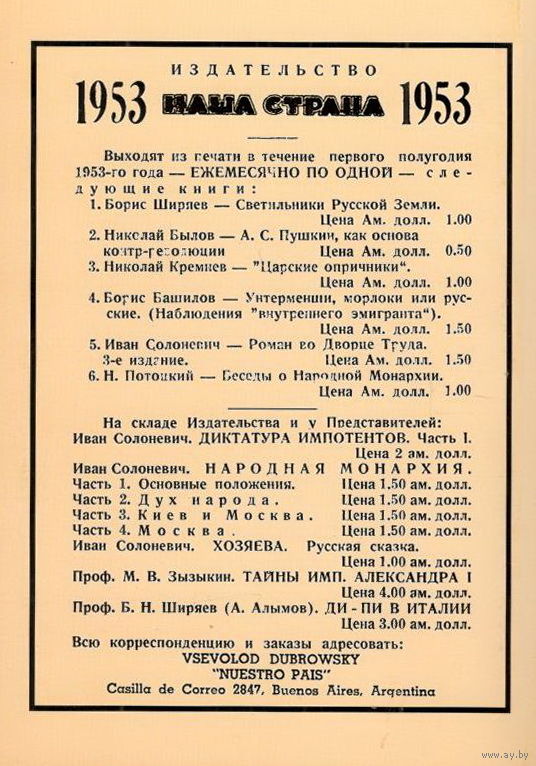 ИЗДАТЕЛЬСТВО
1953 НАША СТРАНА 1953
Выходят из печати в течение первого полугодия
1953-го года — ЕЖЕМЕСЯЧНО ПО ОДНОЙ — сле-
дующие книги:
1. Борис Ширяев — Светильники Русской Земли.
Цена Ам. долл. 1.00
2. Николай Былов — А. С. Пушкин, как основа
контр-революции Цена Ам. долл. 0.50
3. Николай Кремнев — "Царские опричники".
Цена Ам. долл. 1.00
4. Борис Башилов — Унтерменши, морлоки или рус-
ские. (Наблюдения "внутреннего эмигранта").
Цена Ам. долл. 1.50
5. Иван Солоневич — Роман во Дворце Труда.
3-е издание. Цена Ам. долл. 1.50
6. Н. Потоцкий — Беседы о Народной Монархии.
Цена Ам. долл. 1.00
На складе Издательства и у Представителей:
Иван Солоневич. ДИКТАТУРА ИМПОТЕНТОВ. Часть I.
Цена 2 ам. долл.
Иван Солоневич. НАРОДНАЯ МОНАРХИЯ.
Часть 1. Основные положения. Цена 1.50 ам. долл.
Часть 2. Дух народа. Цена 1.50 ам. долл.
Часть 3. Киев и Москва. Цена 1.50 ам. долл.
Часть 4. Москва. Цена 1.50 ам. долл.
Иван Солоневич. ХОЗЯЕВА. Русская сказка.
Цена 1.00 ам. долл.
Проф. М. В. Зызыкин. ТАЙНЫ ИМП. АЛЕКСАНДРА I
Цена 4.00 ам. долл.
Проф. Б. Н. Ширяев (А. Алымов). ДИ-ПИ В ИТАЛИИ
Цена 3.00 ам. долл.
Всю корреспонденцию и заказы адресовать:
VSEVOLOD DUBROWSKY
"NUESTRO PAIS"
Casilla de Correo 2847, Buenos Aires, Argentina
www.ay.by